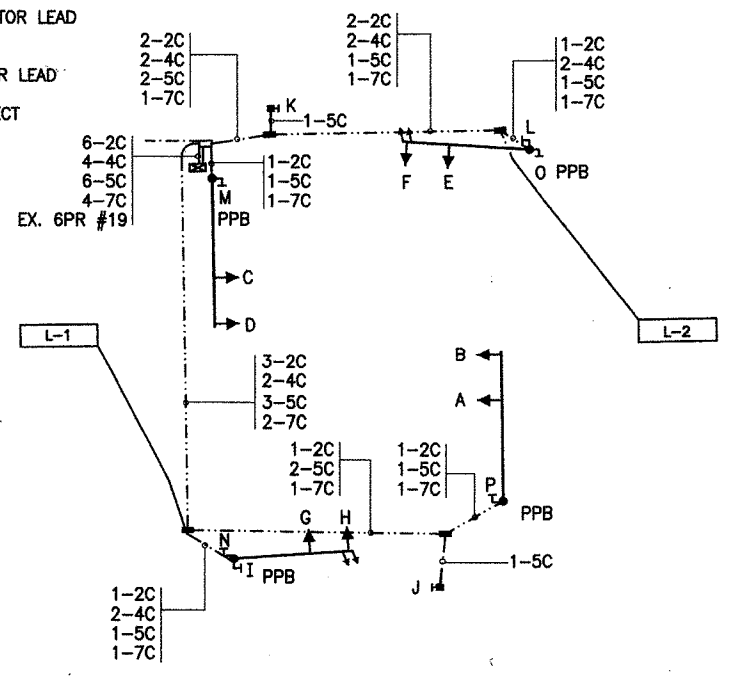 TOR LEAD
R LEAD
ECT
2-2C
2-4C
2-5C
1-7C
2-2C
2-4C
1-5C
1-7C
1-2C
2-4C
1-5C
1-7C
K
1-5C
L
O PPB
F
E
6-2C
4-4C
6-5C
4-7C
EX. 6PR #19
1-2C
1-5C
1-7C
M
PPB
C
D
L-1
L-2
3-2C
2-4C
3-5C
2-7C
B
A
1-2C
2-5C
1-7C
1-2C
1-5C
1-7C
P
PPB
G
H
N
I PPB
1-5C
J
1-2C
2-4C
1-5C
1-7C